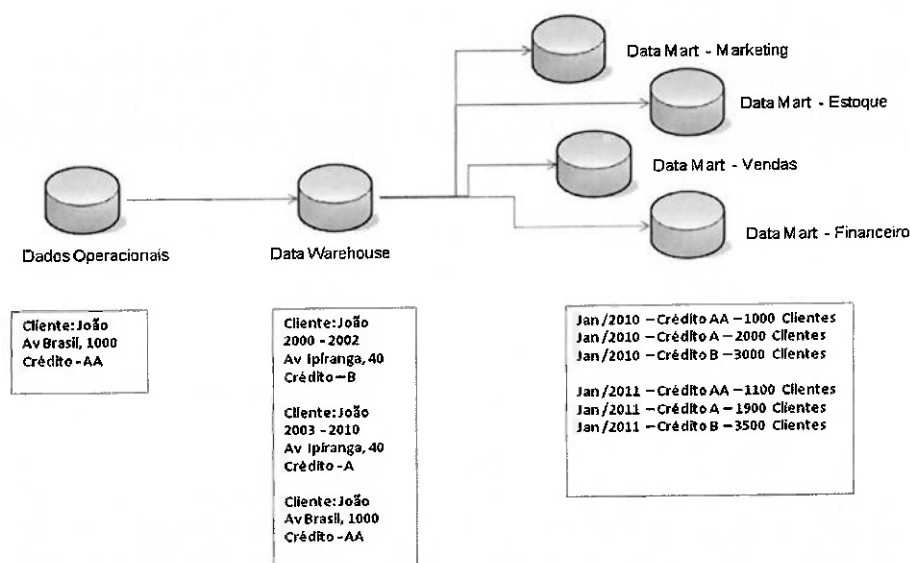 Data Mart - Marketing
Data Mart - Estoque
Data Mart - Vendas
Data Mart - Financeiro
Dados Operacionais
Data Warehouse
Cliente: João
Av Brasil, 1000
Crédito - AA
Cliente: João
2000 - 2002
Av Ipiranga, 40
Crédito - B
Cliente: João
2003 - 2010
Av Ipiranga, 40
Crédito - A
Cliente: João
Av Brasil, 1000
Crédito - AA
Jan/2010 - Crédito AA - 1000 Clientes
Jan/2010 - Crédito A - 2000 Clientes
Jan/2010 - Crédito B - 3000 Clientes
Jan/2011 - Crédito AA - 1100 Clientes
Jan/2011 - Crédito A - 1900 Clientes
Jan/2011 - Crédito B - 3500 Clientes